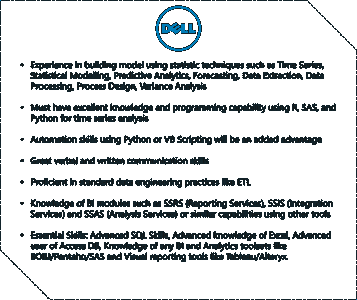 DELL
• Experience in building model using statistic techniques such as Time Series,
Statistical Modelling, Predictive Analytics, Forecasting, Data Extraction, Data
Processing, Process Design, Variance Analysis
• Must have excellent knowledge and programming capability using R, SAS, and
Python for time series analysis
• Automation skills using Python or VB Scripting will be an added advantage
• Great verbal and written communication skills
• Proficient in standard data engineering practices like ETL
• Knowledge of BI modules such as SSRS (Reporting Services), SSIS (Integration
Services) and SSAS (Analysis Services) or similar capabilities using other tools
• Essential Skills: Advanced SQL Skills, Advanced knowledge of Excel, Advanced
user of Access DB, Knowledge of any BI and Analytics toolsets like
BOBJ/Pentaho/SAS and Visual reporting tools like Tableau/Alteryx.